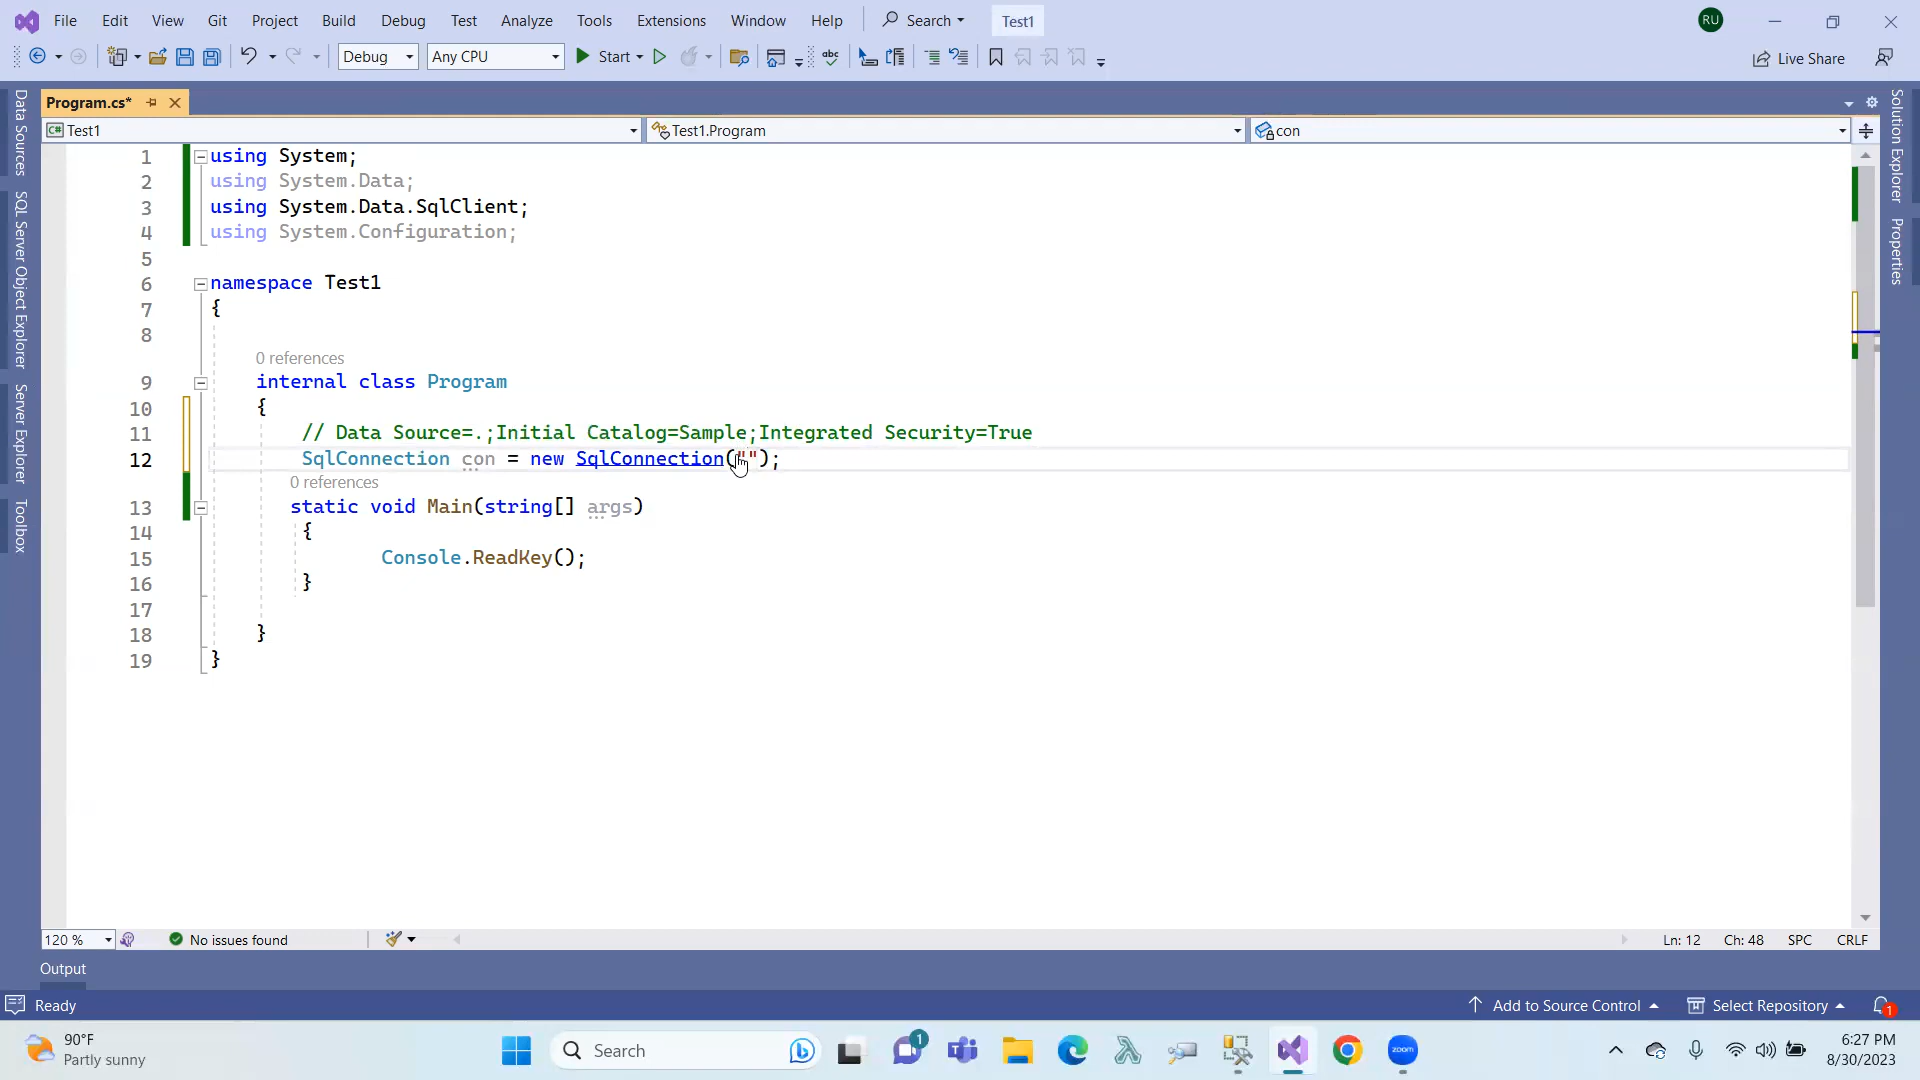 File Edit View Git Project Build Debug Test Analyze Tools Extensions Window Help Search Test1 RU
Debug Any CPU Start abc Live Share
Program.cs*
C# Test1 Test1.Program con
1 using System;
2 using System.Data;
3 using System.Data.SqlClient;
4 using System.Configuration;
5
6 namespace Test1
7 {
8
0 references
9 internal class Program
10 {
11 // Data Source=.;Initial Catalog=Sample;Integrated Security=True
12 SqlConnection con = new SqlConnection("");
0 references
13 static void Main(string[] args)
14 {
15 Console.ReadKey();
16 }
17
18 }
19 }
Data Sources
SQL Server Object Explorer
Server Explorer
Toolbox
Solution Explorer
Properties
120 % No issues found Ln: 12 Ch: 48 SPC CRLF
Output
Ready Add to Source Control Select Repository 1
90°F
Partly sunny
Search
1
zoom
6:27 PM
8/30/2023